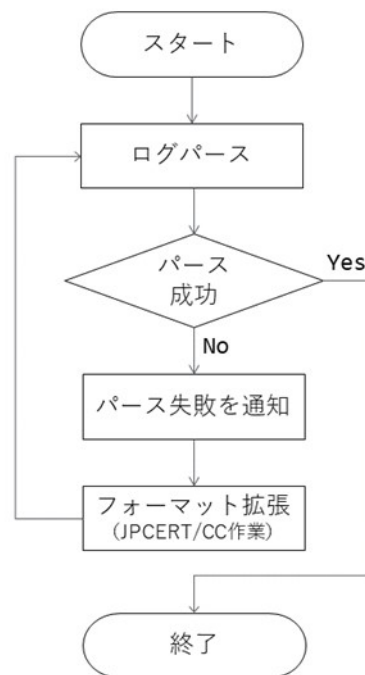 スタート
ログパース
パース
成功
Yes
No
パース失敗を通知
フォーマット拡張
(JPCERT/CC作業)
終了